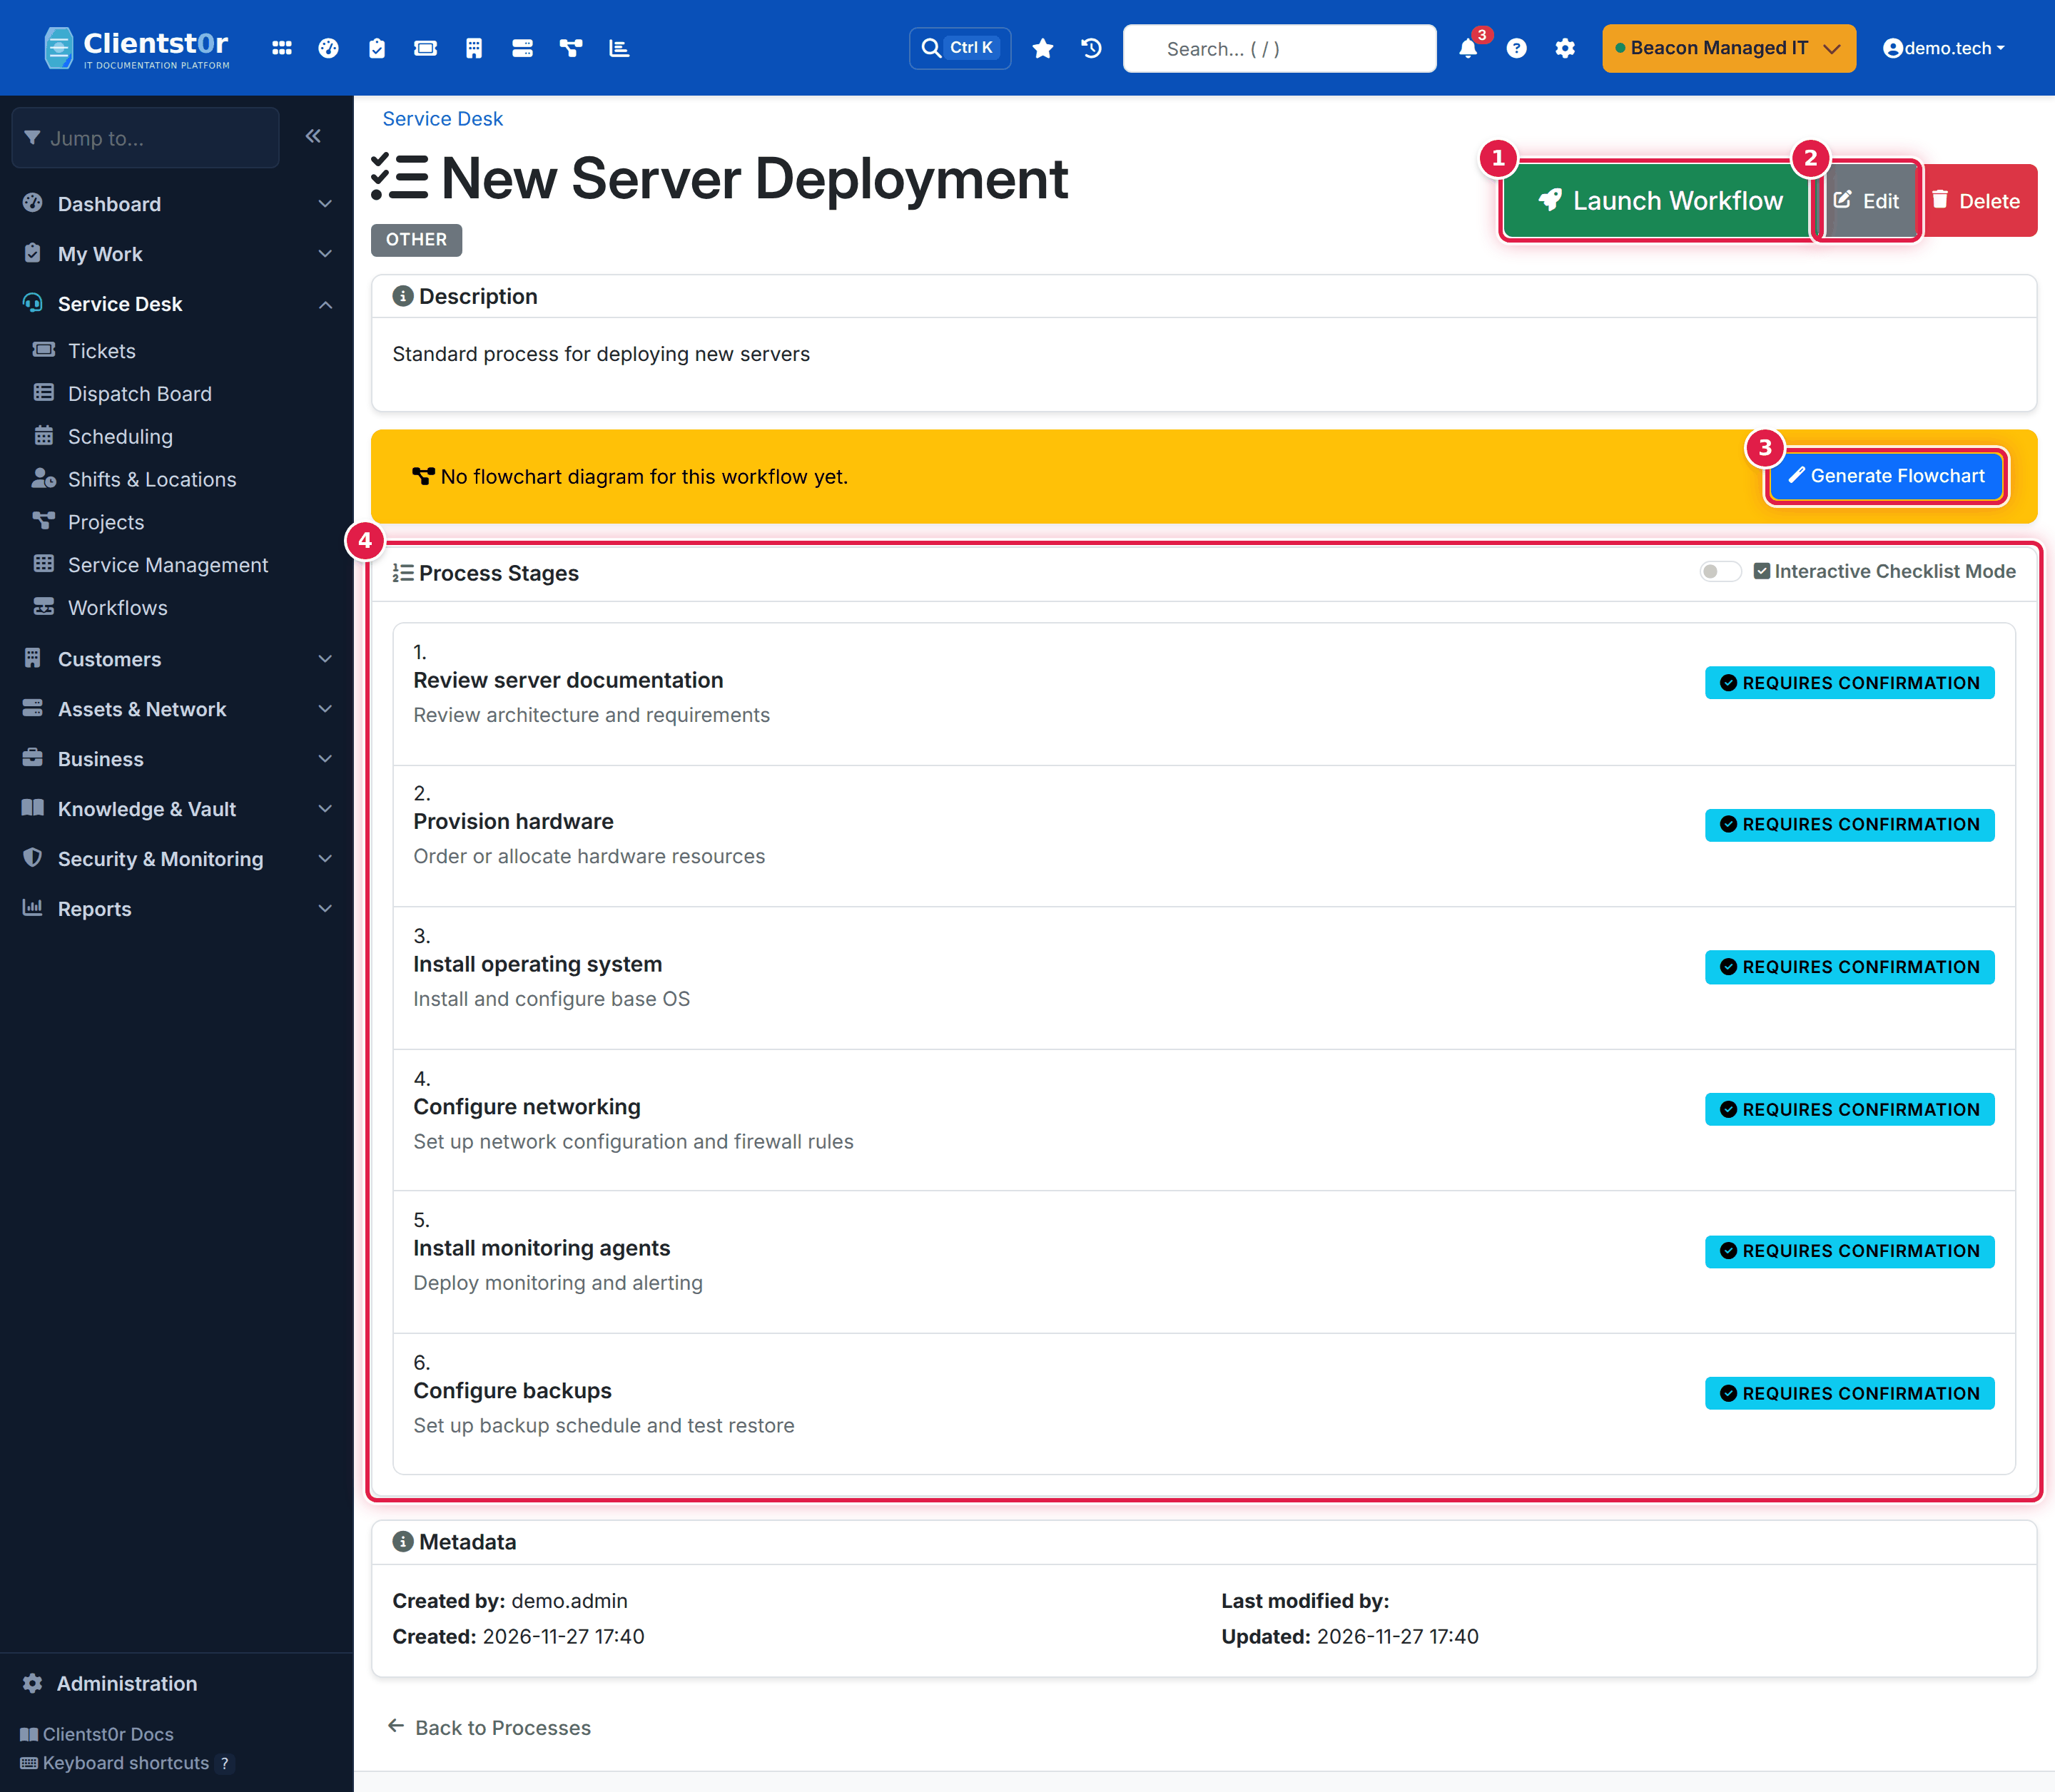 Clientst0r
IT DOCUMENTATION PLATFORM
Ctrl K
Search... ( / )
3
?
Beacon Managed IT
demo.tech
Jump to...
Dashboard
My Work
Service Desk
Tickets
Dispatch Board
Scheduling
Shifts & Locations
Projects
Service Management
Workflows
Customers
Assets & Network
Business
Knowledge & Vault
Security & Monitoring
Reports
Administration
Clientst0r Docs
Keyboard shortcuts ?
Service Desk
New Server Deployment
OTHER
1
Launch Workflow
2
Edit
Delete
Description
Standard process for deploying new servers
No flowchart diagram for this workflow yet.
3
Generate Flowchart
4
Process Stages
Interactive Checklist Mode
1.
Review server documentation
Review architecture and requirements
REQUIRES CONFIRMATION
2.
Provision hardware
Order or allocate hardware resources
REQUIRES CONFIRMATION
3.
Install operating system
Install and configure base OS
REQUIRES CONFIRMATION
4.
Configure networking
Set up network configuration and firewall rules
REQUIRES CONFIRMATION
5.
Install monitoring agents
Deploy monitoring and alerting
REQUIRES CONFIRMATION
6.
Configure backups
Set up backup schedule and test restore
REQUIRES CONFIRMATION
Metadata
Created by: demo.admin
Created: 2026-11-27 17:40
Last modified by:
Updated: 2026-11-27 17:40
Back to Processes